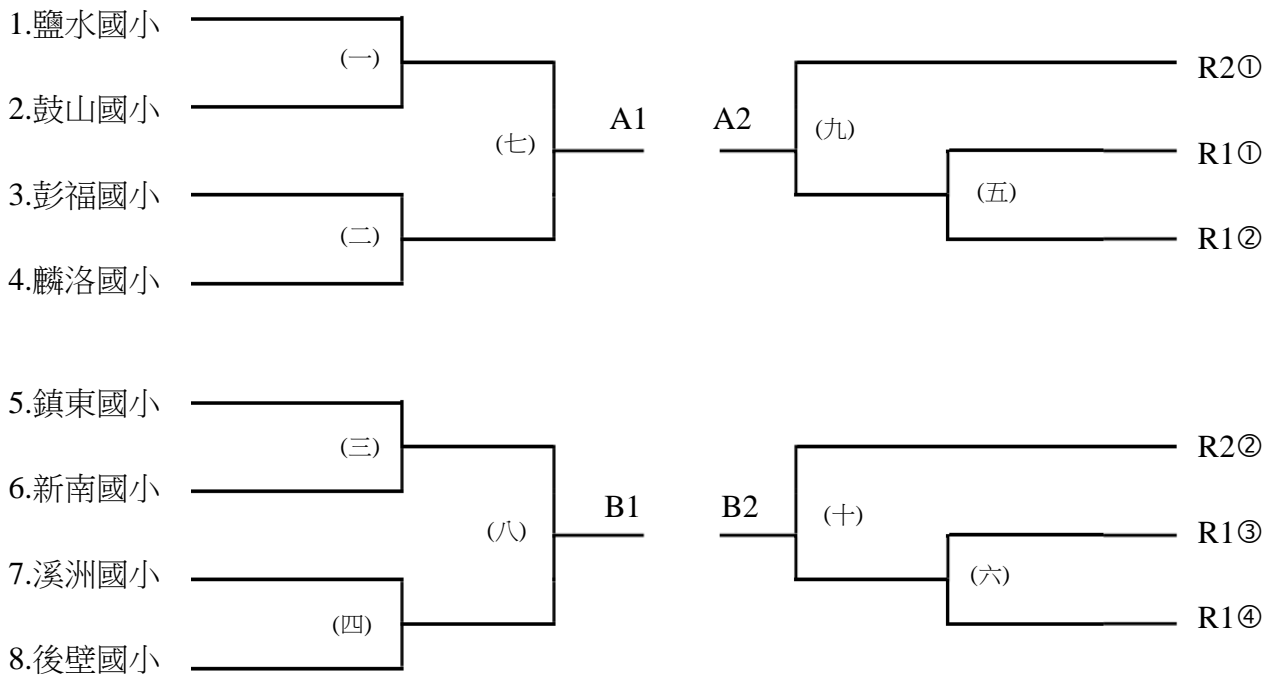 1.鹽水國小
(一)
2.鼓山國小
(七)
A1
3.彭福國小
(二)
4.麟洛國小
A2
(九)
R2①
R1①
(五)
R1②
5.鎮東國小
(三)
6.新南國小
(八)
B1
7.溪洲國小
(四)
8.後壁國小
B2
(十)
R2②
R1③
(六)
R1④